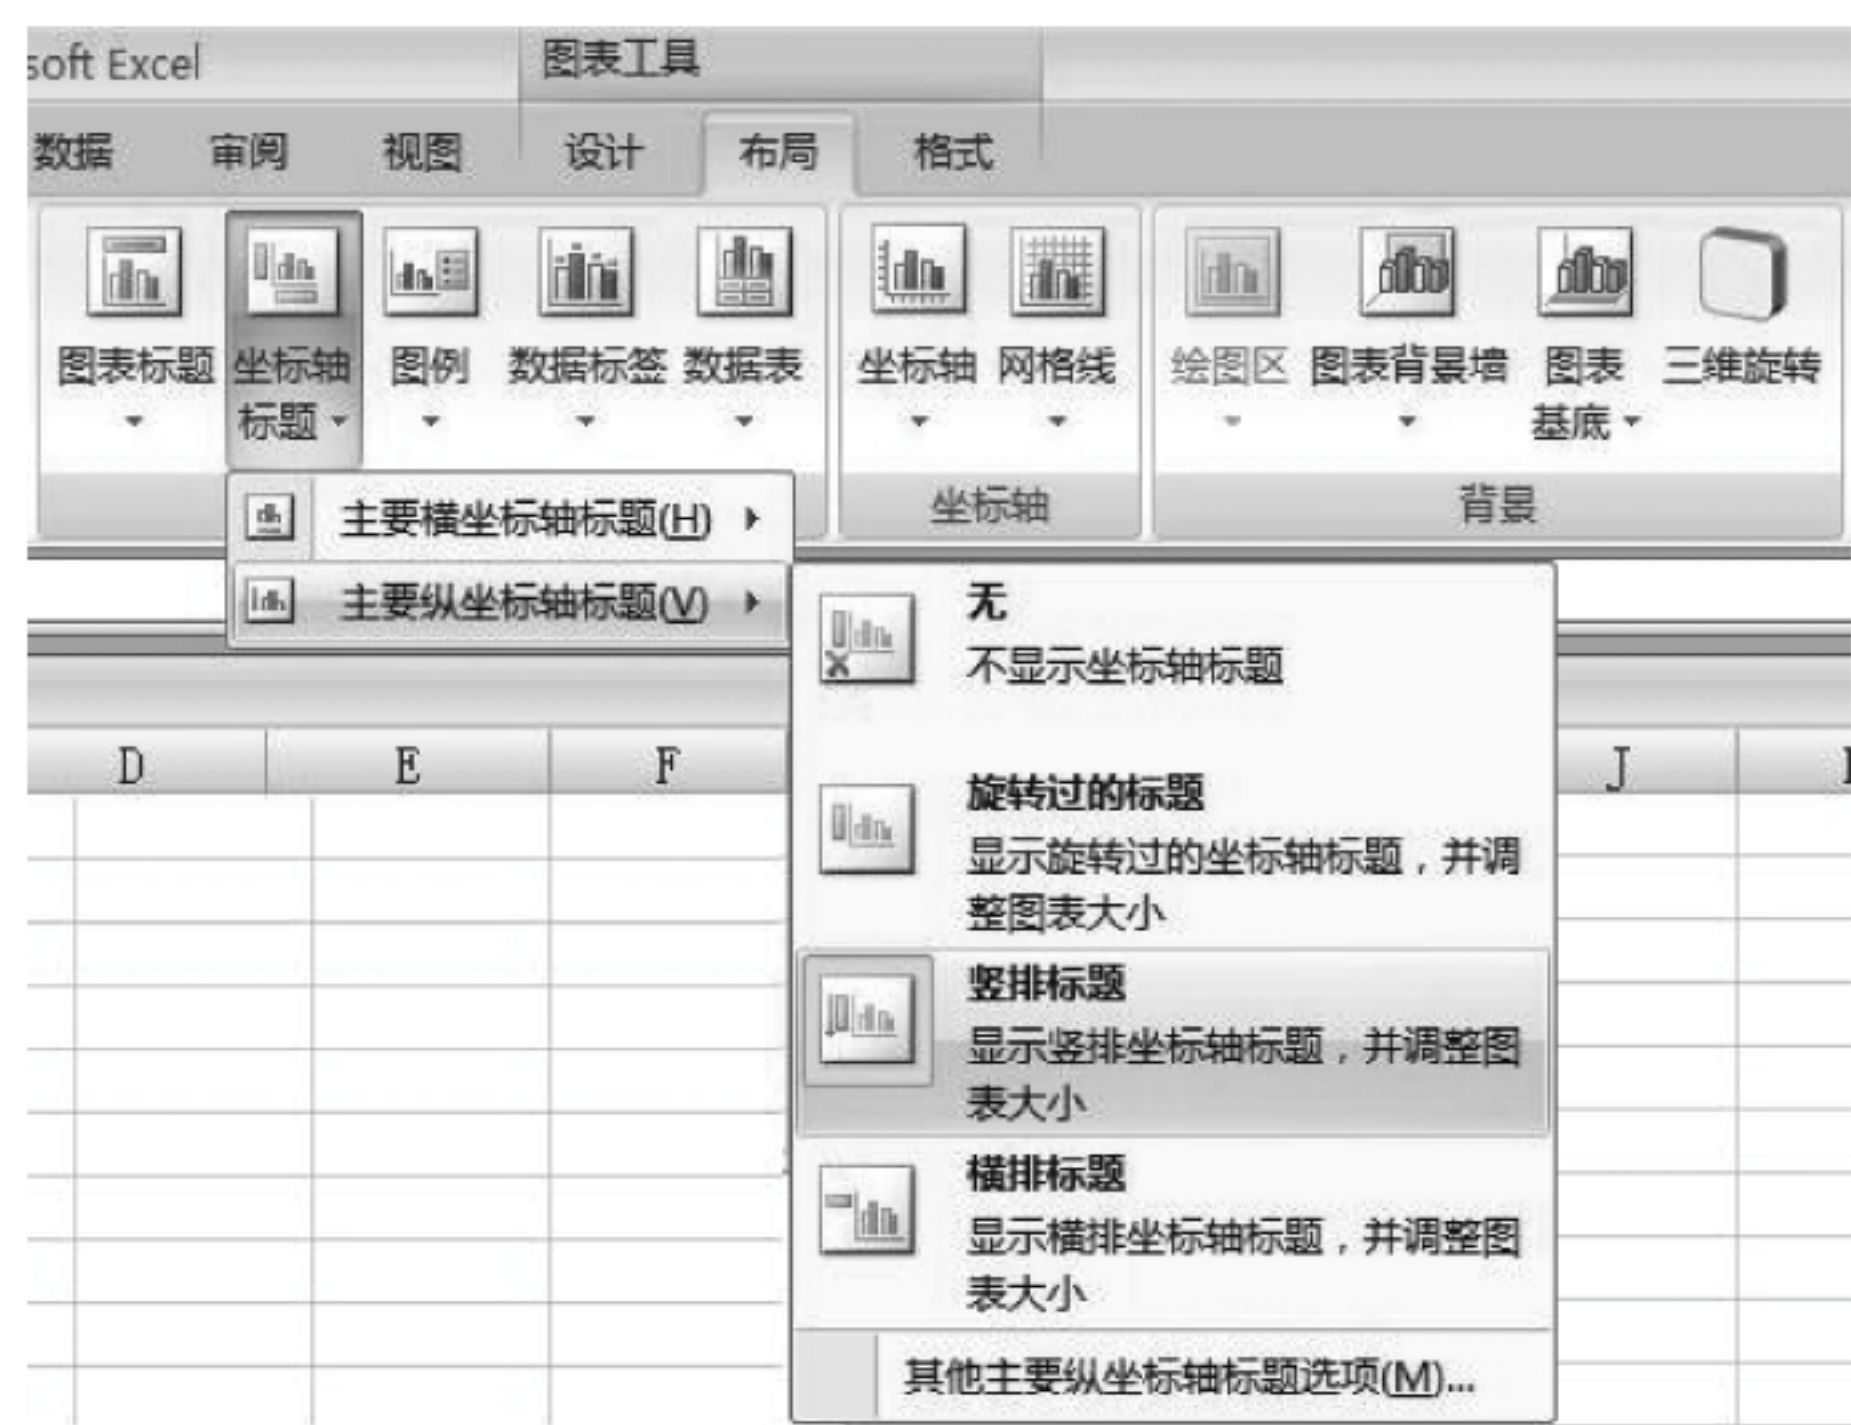 soft Excel
图表工具
数据 审阅 视图 设计 布局 格式
图表标题 坐标轴 图例 数据标签 数据表 坐标轴 网格线 绘图区 图表背景墙 图表 三维旋转
标题 基底
坐标轴 背景
主要横坐标轴标题(H)
主要纵坐标轴标题(V)
无
不显示坐标轴标题
D E F J
旋转过的标题
显示旋转过的坐标轴标题，并调
整图表大小
竖排标题
显示竖排坐标轴标题，并调整图
表大小
横排标题
显示横排坐标轴标题，并调整图
表大小
其他主要纵坐标轴标题选项(M)...